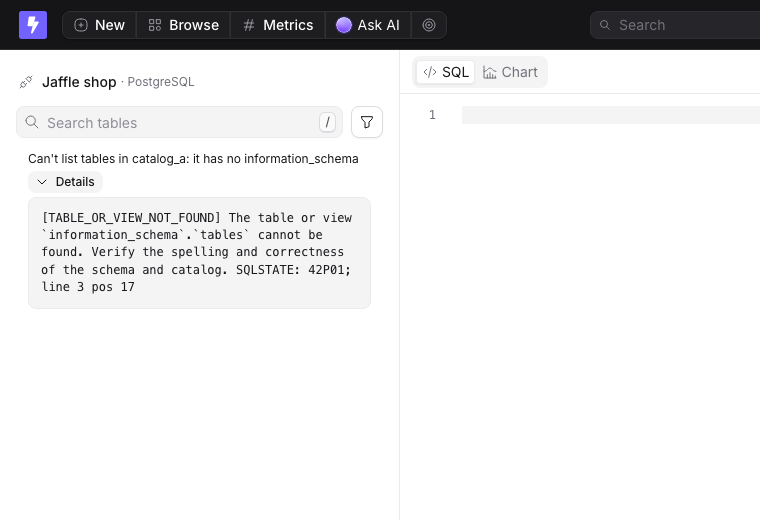 New
Browse
Metrics
Ask AI
Search
Jaffle shop · PostgreSQL
Search tables
/
Can't list tables in catalog_a: it has no information_schema
Details
[TABLE_OR_VIEW_NOT_FOUND] The table or view
`information_schema`.`tables` cannot be
found. Verify the spelling and correctness
of the schema and catalog. SQLSTATE: 42P01;
line 3 pos 17
SQL
Chart
1